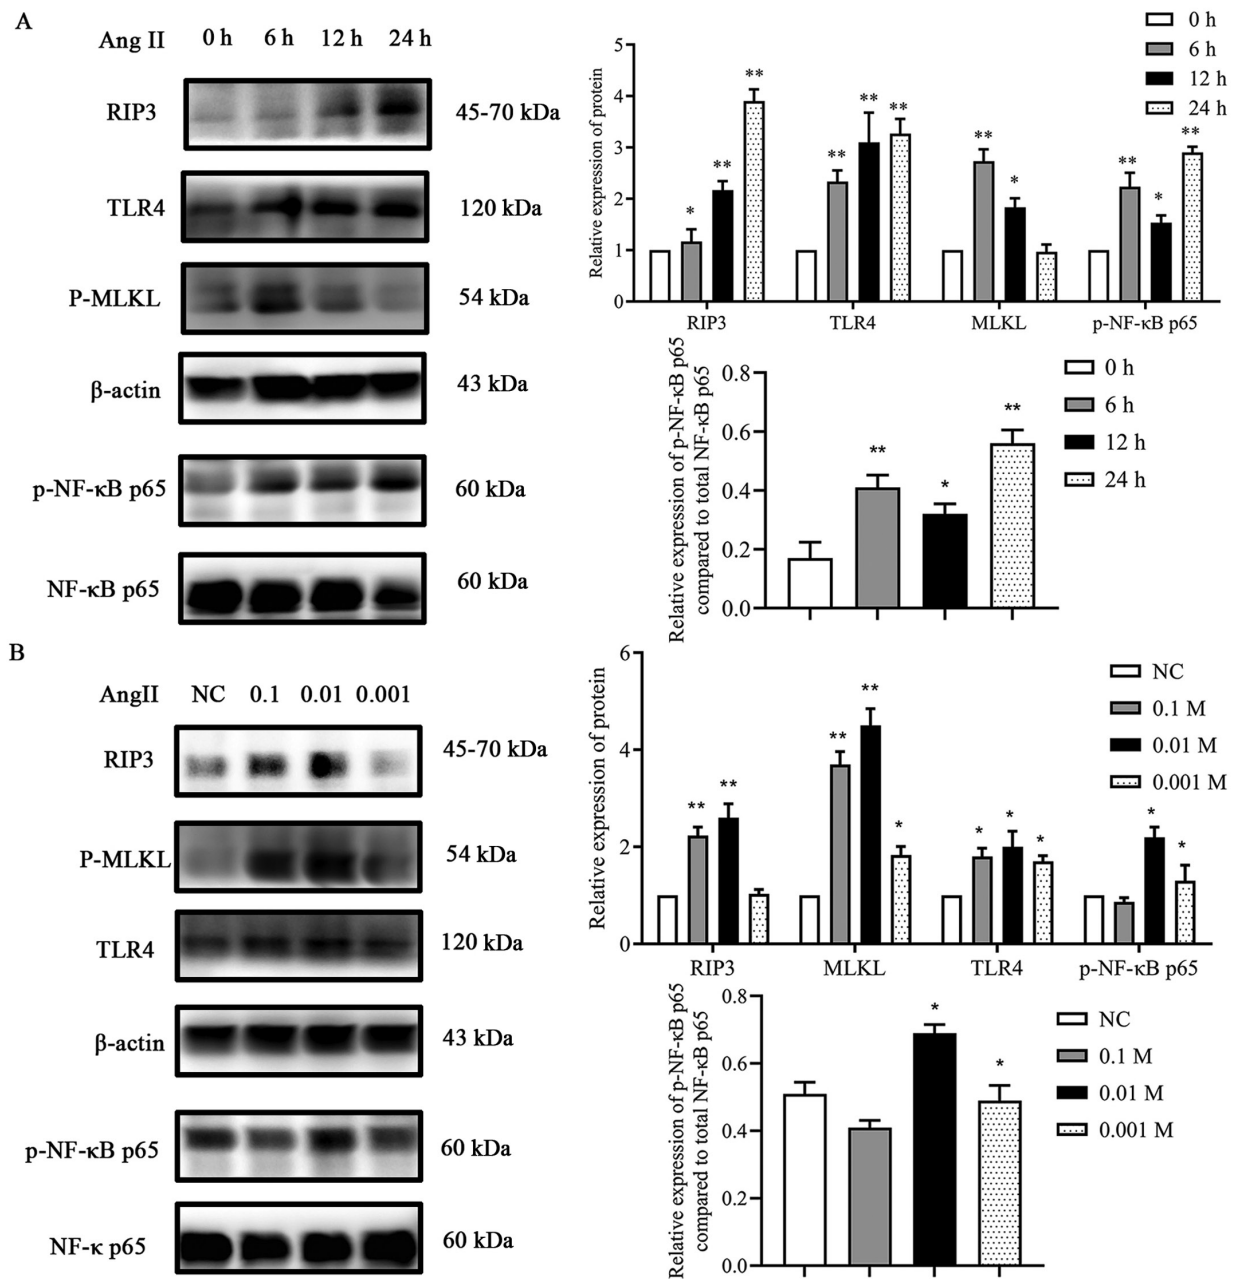 A
Ang II 0 h 6 h 12 h 24 h
RIP3 45-70 kDa
TLR4 120 kDa
P-MLKL 54 kDa
β-actin 43 kDa
p-NF-κB p65 60 kDa
NF-κB p65 60 kDa
0 h
6 h
12 h
24 h
Relative expression of protein
5
4
3
2
1
0
** 
** ** **
** ** **
** *
* *
RIP3 TLR4 MLKL p-NF-κB p65
Relative expression of p-NF-κB p65
compared to total NF-κB p65
0.8
0.6
0.4
0.2
0.0
** * **
0 h
6 h
12 h
24 h
B
AngII NC 0.1 0.01 0.001
RIP3 45-70 kDa
P-MLKL 54 kDa
TLR4 120 kDa
β-actin 43 kDa
p-NF-κB p65 60 kDa
NF-κ p65 60 kDa
Relative expression of protein
6
4
2
0
** ** ** ** * * * * * *
RIP3 MLKL TLR4 p-NF-κB p65
NC
0.1 M
0.01 M
0.001 M
Relative expression of p-NF-κB p65
compared to total NF-κB p65
0.8
0.6
0.4
0.2
0.0
* *
NC
0.1 M
0.01 M
0.001 M